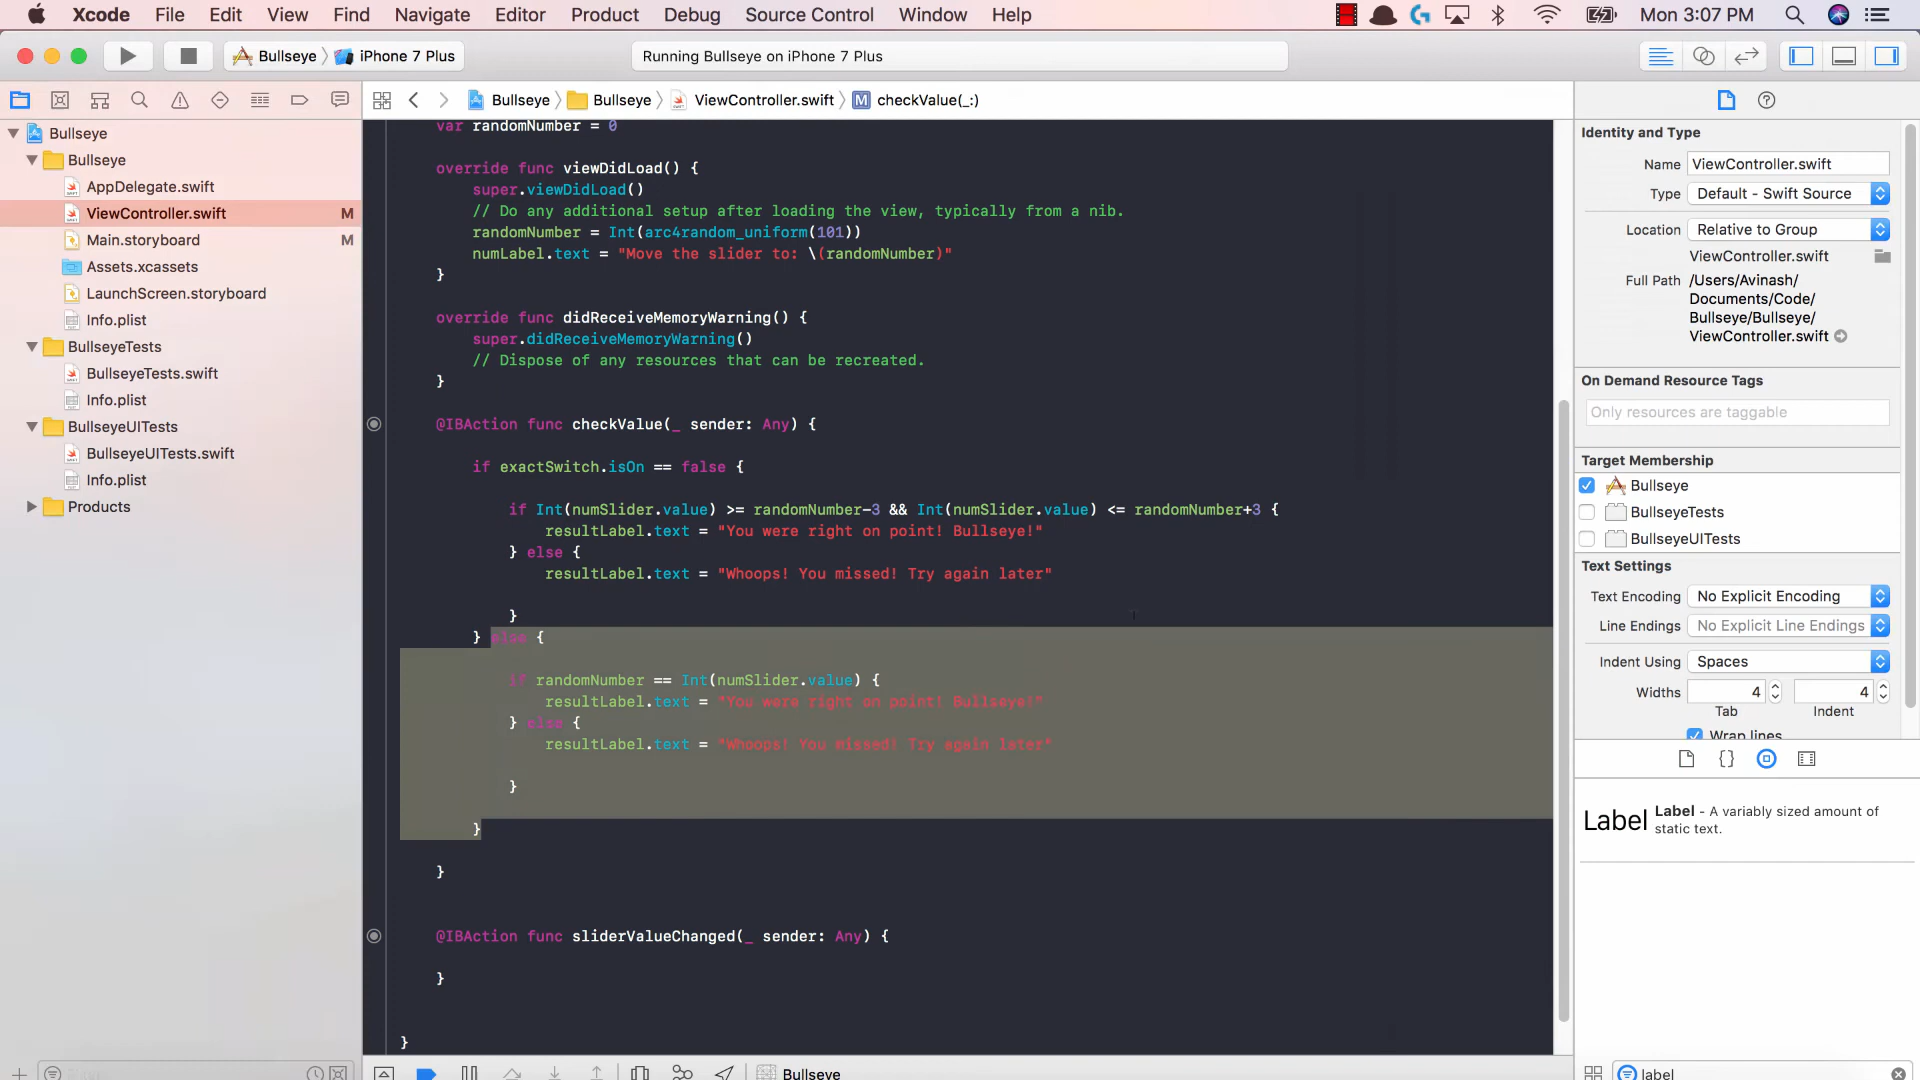 Xcode File Edit View Find Navigate Editor Product Debug Source Control Window Help Mon 3:07 PM
Bullseye iPhone 7 Plus Running Bullseye on iPhone 7 Plus
Bullseye Bullseye ViewController.swift M checkValue(_:)
Bullseye
Bullseye
AppDelegate.swift
ViewController.swift M
Main.storyboard M
Assets.xcassets
LaunchScreen.storyboard
Info.plist
BullseyeTests
BullseyeTests.swift
Info.plist
BullseyeUITests
BullseyeUITests.swift
Info.plist
Products
var randomNumber = 0
override func viewDidLoad() {
super.viewDidLoad()
// Do any additional setup after loading the view, typically from a nib.
randomNumber = Int(arc4random_uniform(101))
numLabel.text = "Move the slider to: \(randomNumber)"
}
override func didReceiveMemoryWarning() {
super.didReceiveMemoryWarning()
// Dispose of any resources that can be recreated.
}
@IBAction func checkValue(_ sender: Any) {
if exactSwitch.isOn == false {
if Int(numSlider.value) >= randomNumber-3 && Int(numSlider.value) <= randomNumber+3 {
resultLabel.text = "You were right on point! Bullseye!"
} else {
resultLabel.text = "Whoops! You missed! Try again later"
}
} else {
if randomNumber == Int(numSlider.value) {
resultLabel.text = "You were right on point! Bullseye!"
} else {
resultLabel.text = "Whoops! You missed! Try again later"
}
}
}
@IBAction func sliderValueChanged(_ sender: Any) {
}
}
Bullseye
Identity and Type
Name ViewController.swift
Type Default - Swift Source
Location Relative to Group
ViewController.swift
Full Path /Users/Avinash/
Documents/Code/
Bullseye/Bullseye/
ViewController.swift
On Demand Resource Tags
Only resources are taggable
Target Membership
Bullseye
BullseyeTests
BullseyeUITests
Text Settings
Text Encoding No Explicit Encoding
Line Endings No Explicit Line Endings
Indent Using Spaces
Widths 4 4
Tab Indent
Wrap lines
Label Label - A variably sized amount of
static text.
label